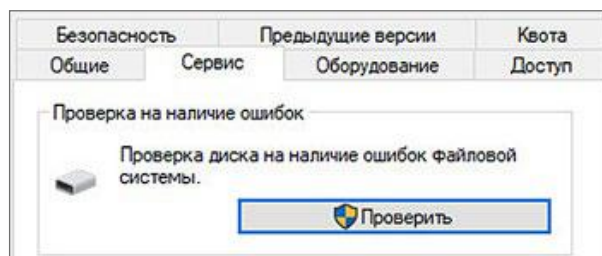 Безопасность Предыдущие версии Квота
Общие Сервис Оборудование Доступ
Проверка на наличие ошибок
Проверка диска на наличие ошибок файловой
системы.
Проверить